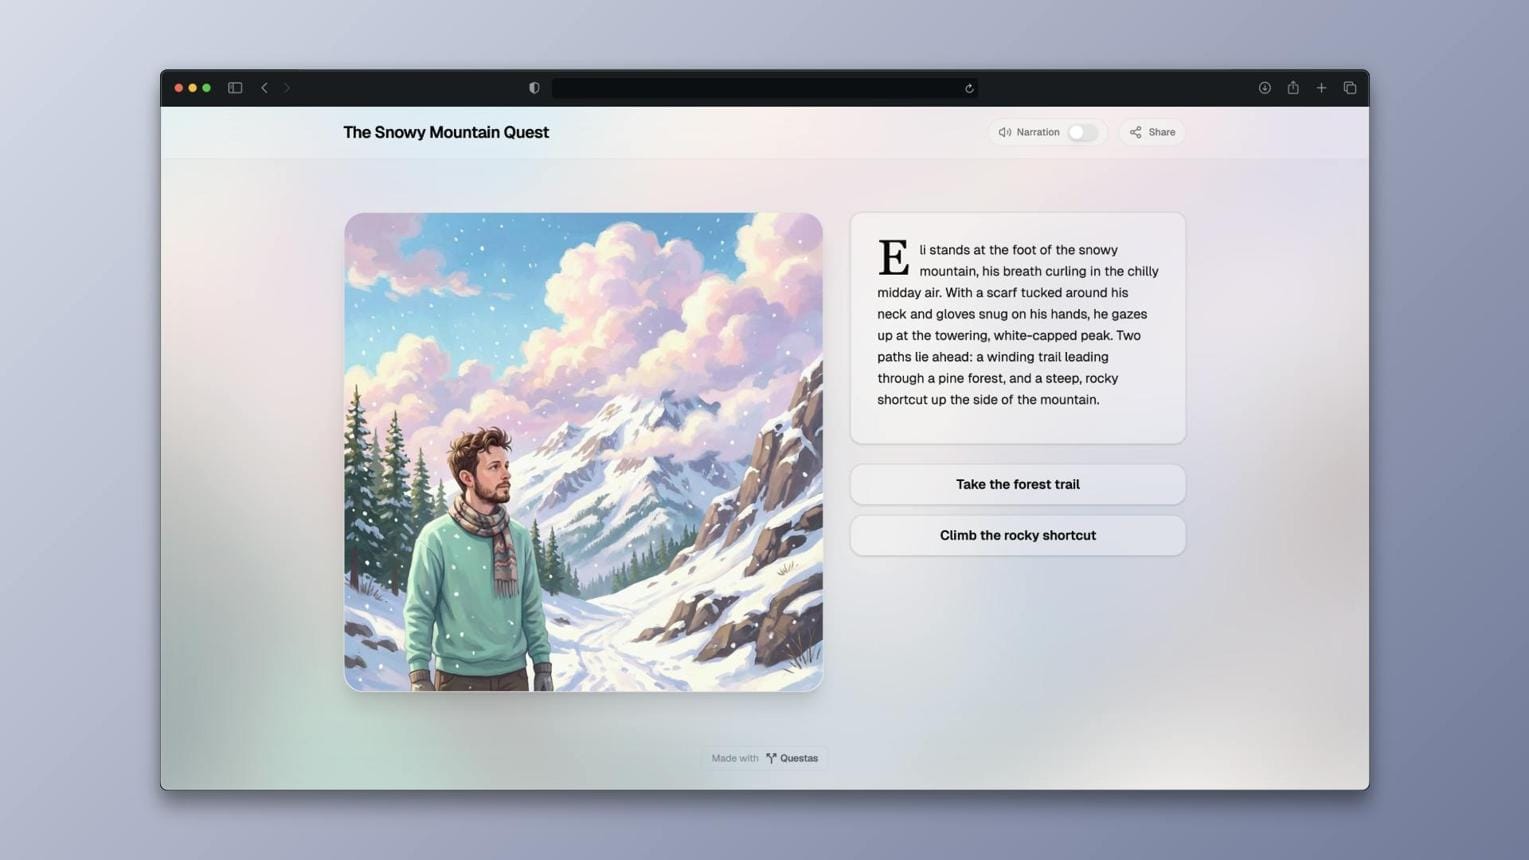 The Snowy Mountain Quest
Narration
Share
Eli stands at the foot of the snowy
mountain, his breath curling in the chilly
midday air. With a scarf tucked around his
neck and gloves snug on his hands, he gazes
up at the towering, white-capped peak. Two
paths lie ahead: a winding trail leading
through a pine forest, and a steep, rocky
shortcut up the side of the mountain.
Take the forest trail
Climb the rocky shortcut
Made with Questas